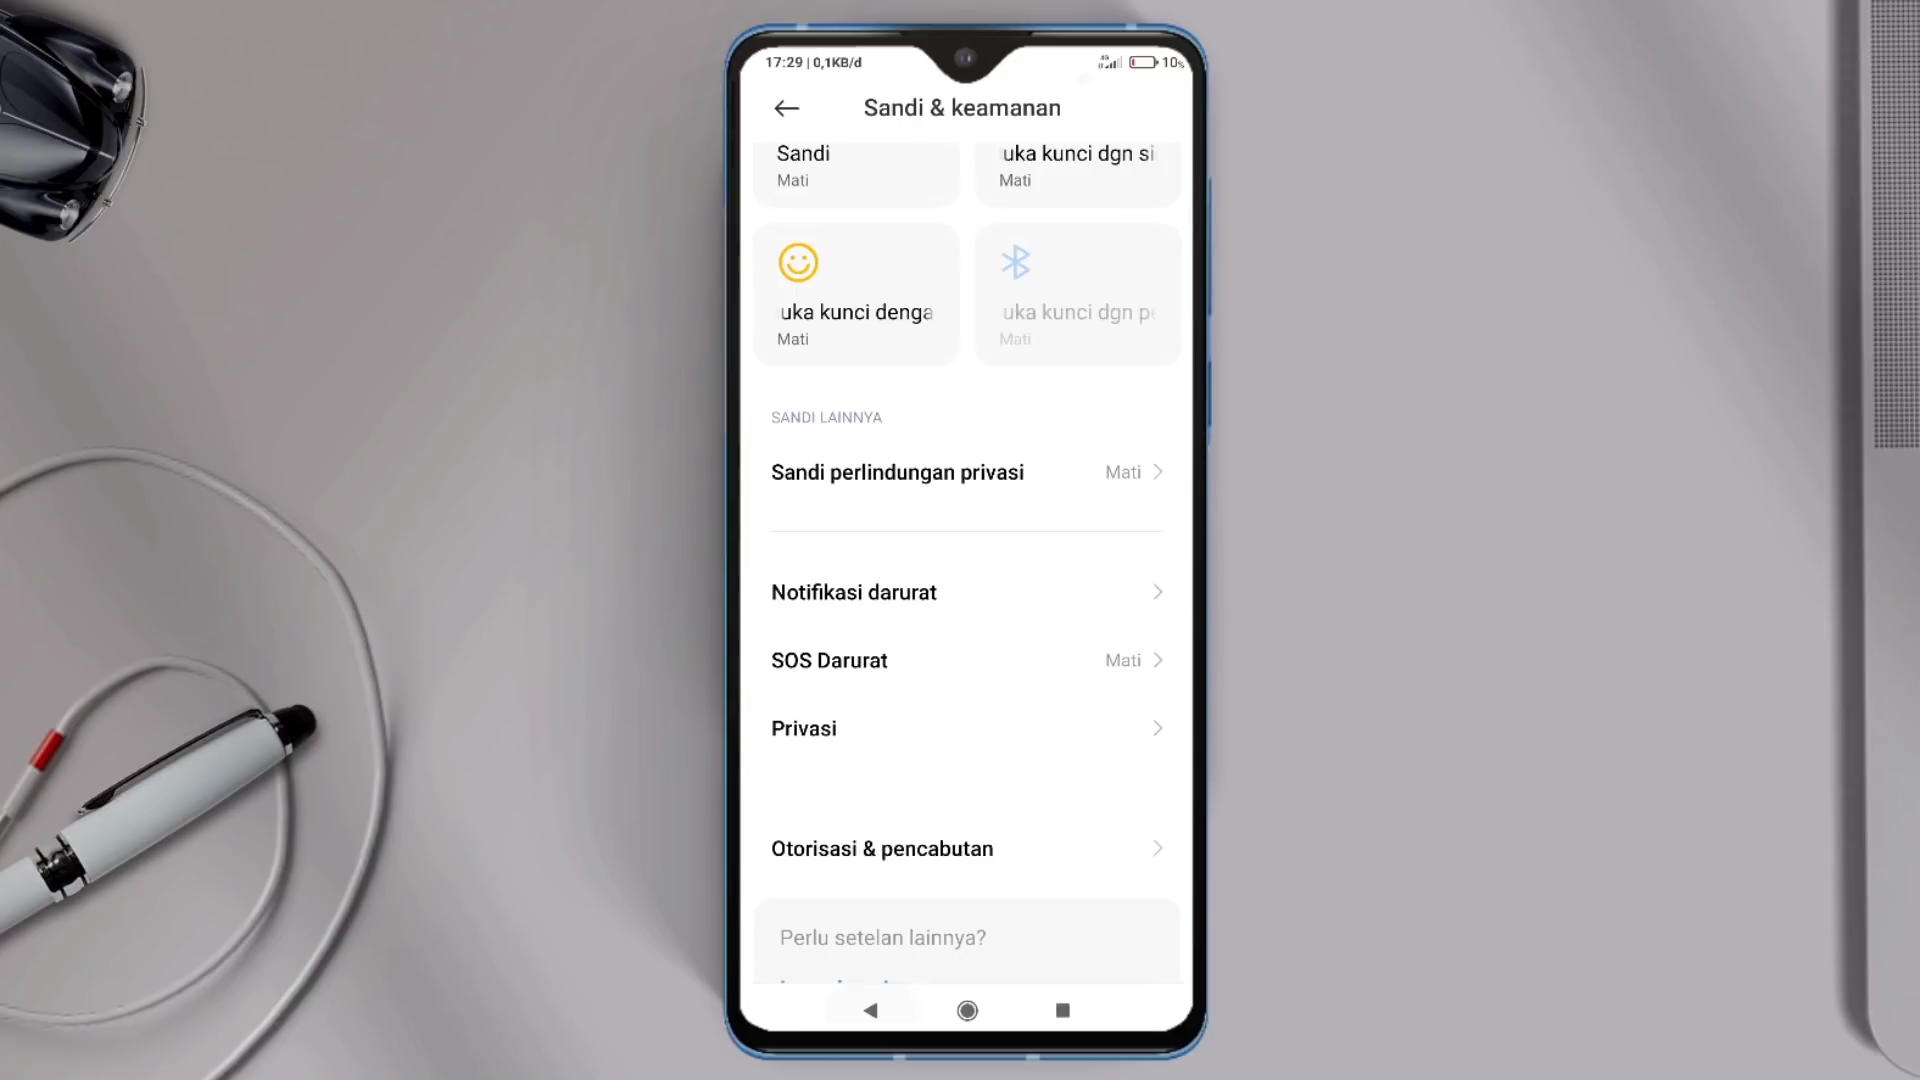 17:29 | 0,1KB/d
10%
Sandi & keamanan
Sandi
Mati
uka kunci dgn si
Mati
uka kunci denga
Mati
uka kunci dgn pe
Mati
SANDI LAINNYA
Sandi perlindungan privasi
Mati
Notifikasi darurat
SOS Darurat
Mati
Privasi
Otorisasi & pencabutan
Perlu setelan lainnya?